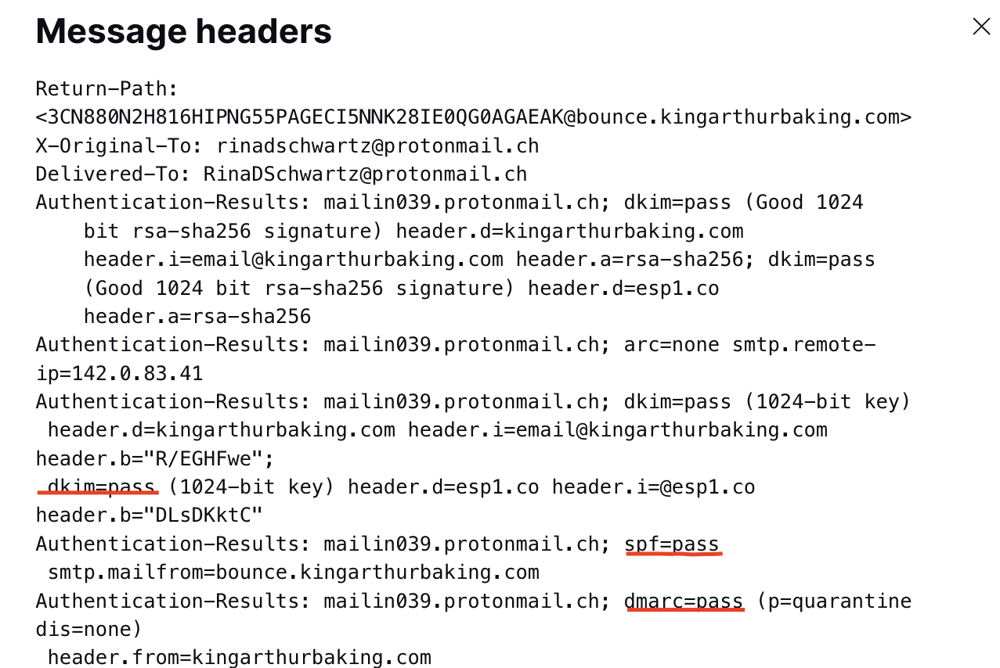 Message headers
Return-Path:
<3CN880N2H816HIPNG55PAGECI5NNK28IE0QG0AGAEAK@bounce.kingarthurbaking.com>
X-Original-To: rinadschwartz@protonmail.ch
Delivered-To: RinaDSchwartz@protonmail.ch
Authentication-Results: mailin039.protonmail.ch; dkim=pass (Good 1024
bit rsa-sha256 signature) header.d=kingarthurbaking.com
header.i=email@kingarthurbaking.com header.a=rsa-sha256; dkim=pass
(Good 1024 bit rsa-sha256 signature) header.d=esp1.co
header.a=rsa-sha256
Authentication-Results: mailin039.protonmail.ch; arc=none smtp.remote-
ip=142.0.83.41
Authentication-Results: mailin039.protonmail.ch; dkim=pass (1024-bit key)
header.d=kingarthurbaking.com header.i=email@kingarthurbaking.com
header.b="R/EGHFwe";
dkim=pass (1024-bit key) header.d=esp1.co header.i=@esp1.co
header.b="DLsDKktC"
Authentication-Results: mailin039.protonmail.ch; spf=pass
smtp.mailfrom=bounce.kingarthurbaking.com
Authentication-Results: mailin039.protonmail.ch; dmarc=pass (p=quarantine
dis=none)
header.from=kingarthurbaking.com